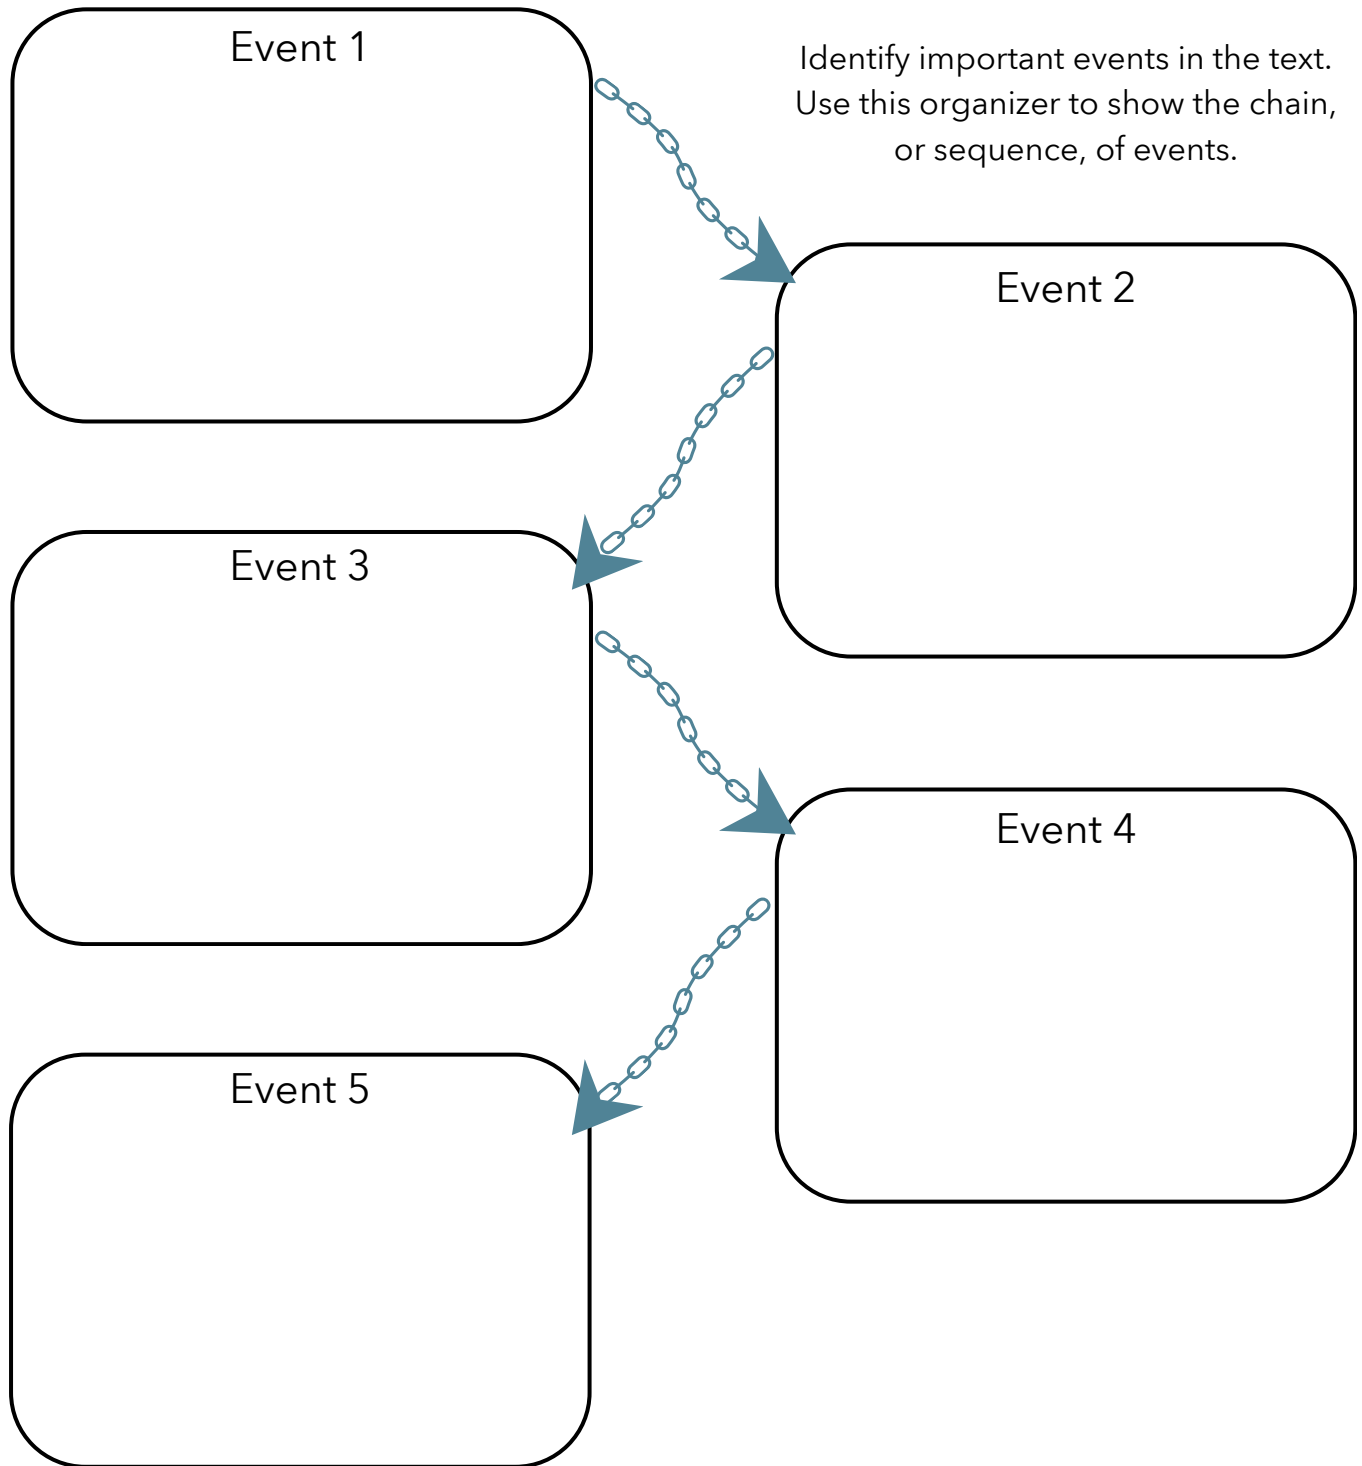 Event 1
Identify important events in the text.
Use this organizer to show the chain,
or sequence, of events.
Event 2
Event 3
Event 4
Event 5